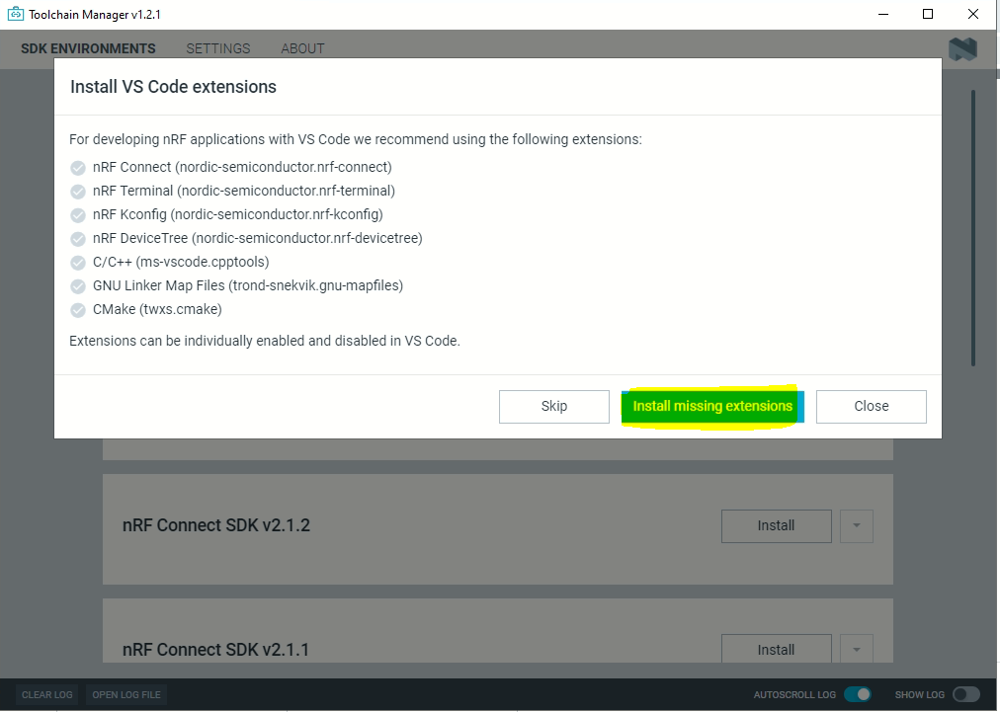 Toolchain Manager v1.2.1
SDK ENVIRONMENTS SETTINGS ABOUT
Install VS Code extensions
For developing nRF applications with VS Code we recommend using the following extensions:
nRF Connect (nordic-semiconductor.nrf-connect)
nRF Terminal (nordic-semiconductor.nrf-terminal)
nRF Kconfig (nordic-semiconductor.nrf-kconfig)
nRF DeviceTree (nordic-semiconductor.nrf-devicetree)
C/C++ (ms-vscode.cpptools)
GNU Linker Map Files (trond-snekvik.gnu-mapfiles)
CMake (twxs.cmake)
Extensions can be individually enabled and disabled in VS Code.
Skip Install missing extensions Close
nRF Connect SDK v2.1.2 Install
nRF Connect SDK v2.1.1 Install
CLEAR LOG OPEN LOG FILE AUTOSCROLL LOG SHOW LOG